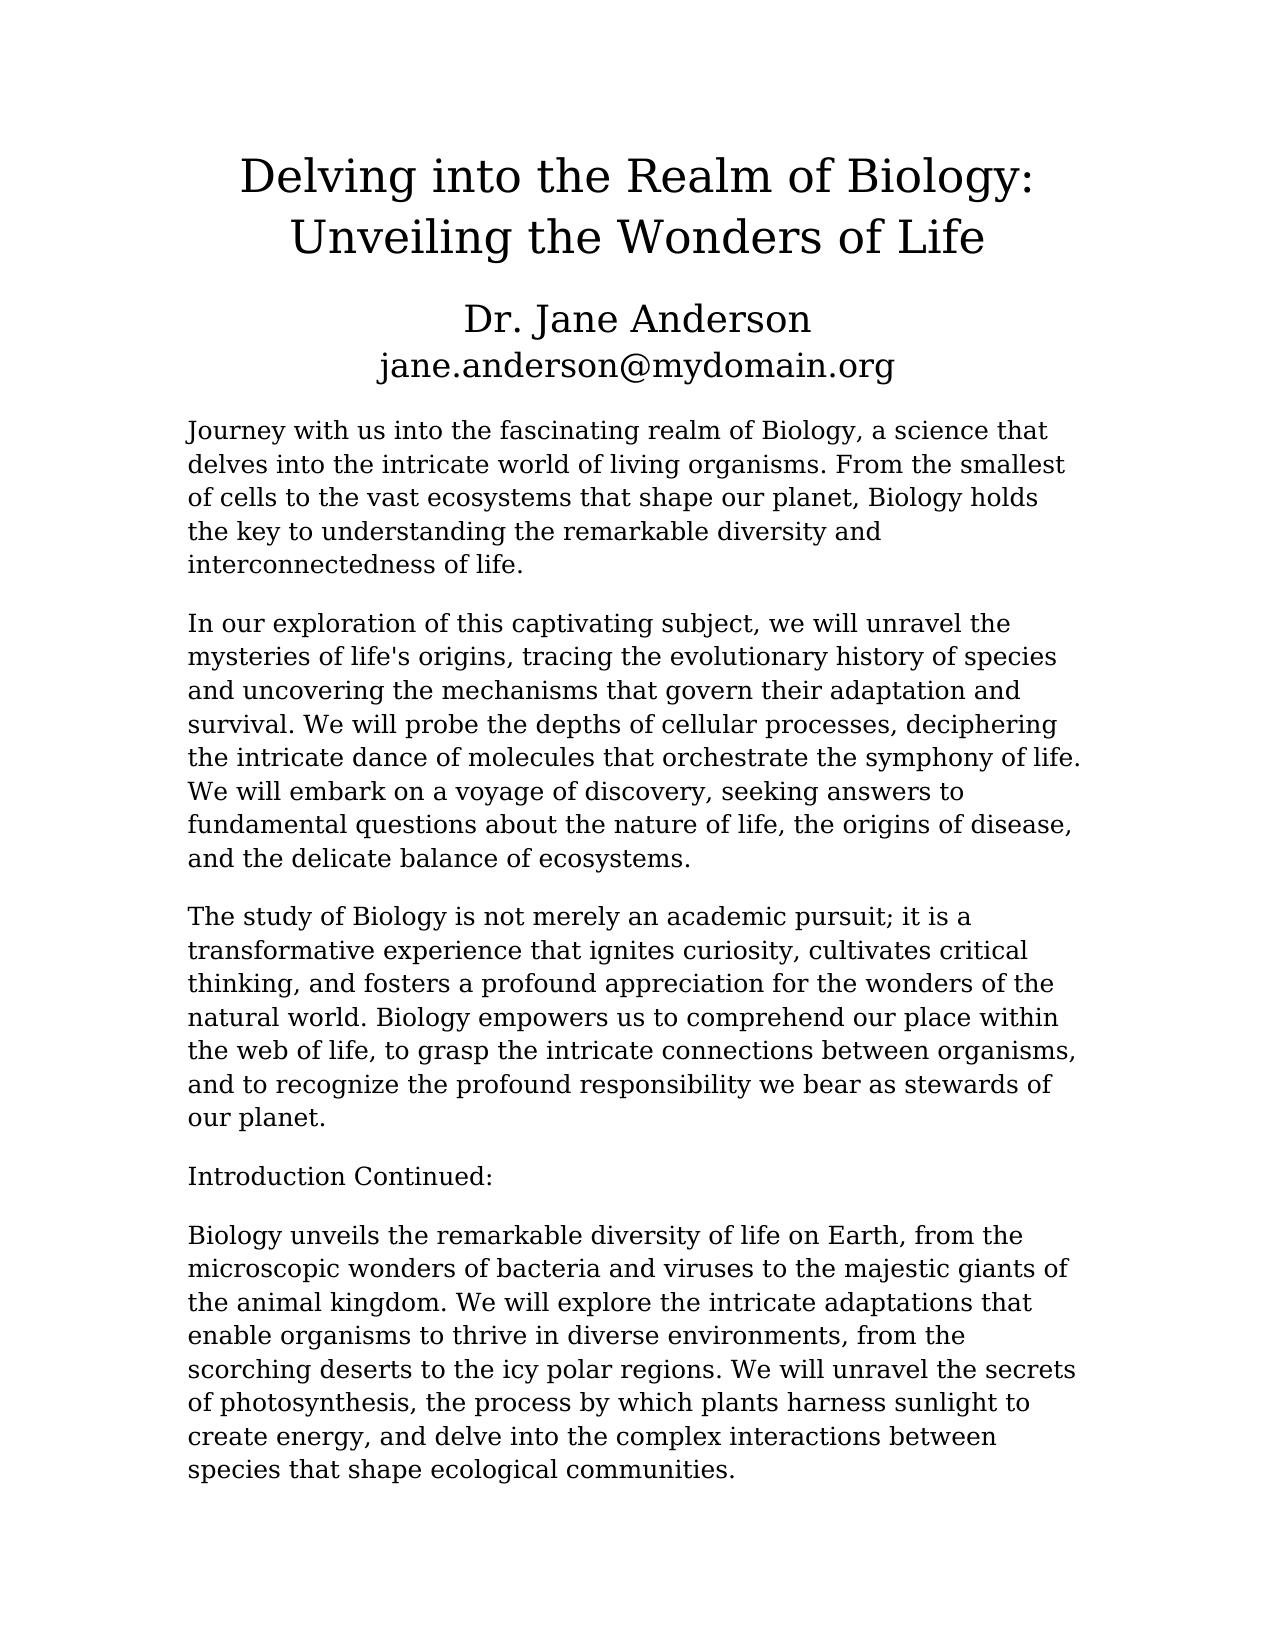 Delving into the Realm of Biology:
Unveiling the Wonders of Life
Dr. Jane Anderson
jane.anderson@mydomain.org
Journey with us into the fascinating realm of Biology, a science that
delves into the intricate world of living organisms. From the smallest
of cells to the vast ecosystems that shape our planet, Biology holds
the key to understanding the remarkable diversity and
interconnectedness of life.
In our exploration of this captivating subject, we will unravel the
mysteries of life's origins, tracing the evolutionary history of species
and uncovering the mechanisms that govern their adaptation and
survival. We will probe the depths of cellular processes, deciphering
the intricate dance of molecules that orchestrate the symphony of life.
We will embark on a voyage of discovery, seeking answers to
fundamental questions about the nature of life, the origins of disease,
and the delicate balance of ecosystems.
The study of Biology is not merely an academic pursuit; it is a
transformative experience that ignites curiosity, cultivates critical
thinking, and fosters a profound appreciation for the wonders of the
natural world. Biology empowers us to comprehend our place within
the web of life, to grasp the intricate connections between organisms,
and to recognize the profound responsibility we bear as stewards of
our planet.
Introduction Continued:
Biology unveils the remarkable diversity of life on Earth, from the
microscopic wonders of bacteria and viruses to the majestic giants of
the animal kingdom. We will explore the intricate adaptations that
enable organisms to thrive in diverse environments, from the
scorching deserts to the icy polar regions. We will unravel the secrets
of photosynthesis, the process by which plants harness sunlight to
create energy, and delve into the complex interactions between
species that shape ecological communities.